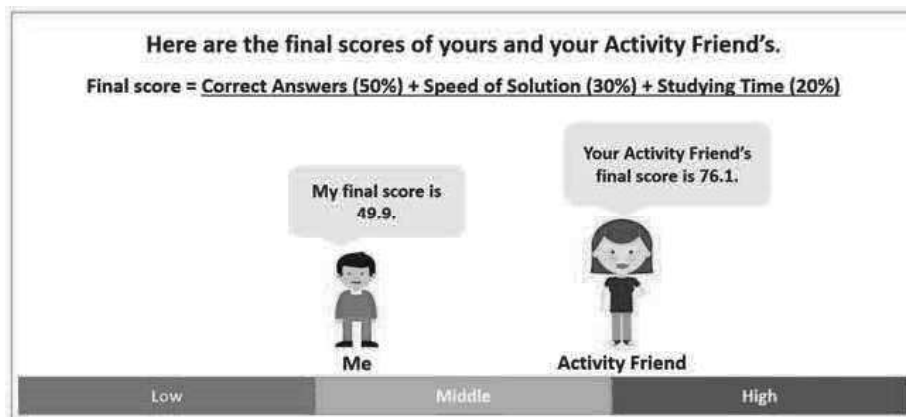 Here are the final scores of yours and your Activity Friend's.
Final score = Correct Answers (50%) + Speed of Solution (30%) + Studying Time (20%)
Your Activity Friend's
final score is 76.1.
My final score is
49.9.
Me
Activity Friend
Low
Middle
High